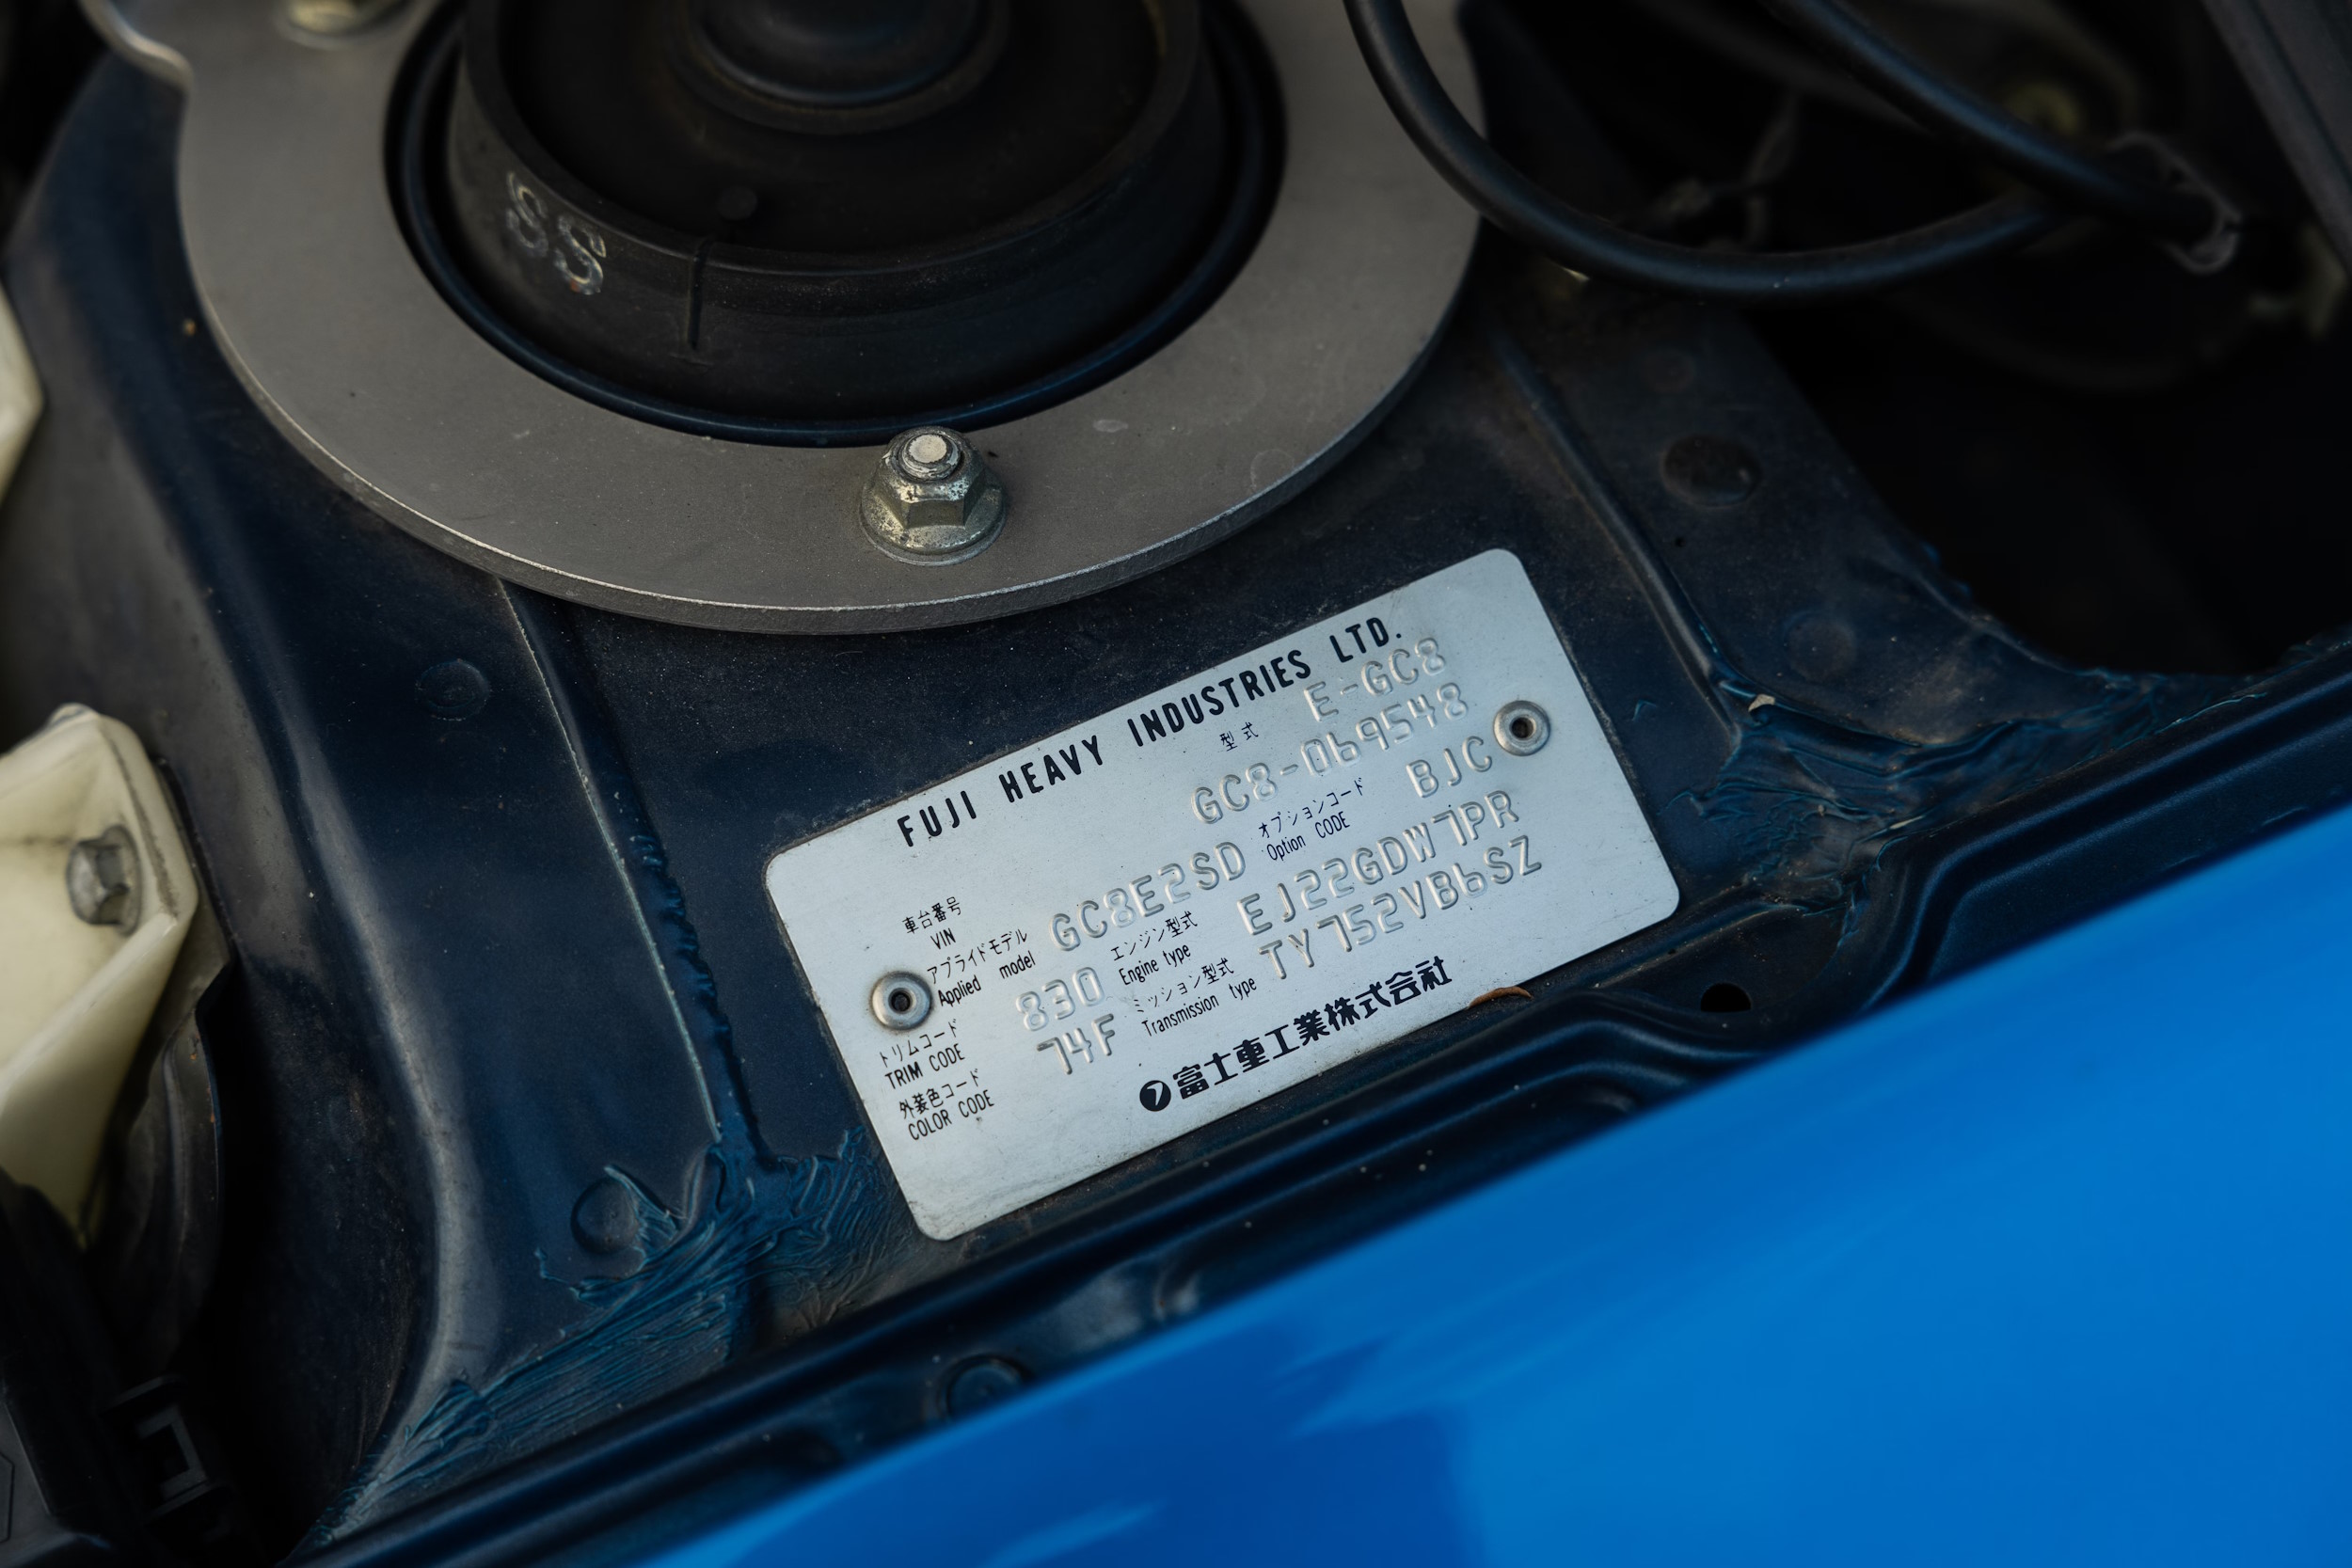 SS
FUJI HEAVY INDUSTRIES LTD.
型式 E-GC8
車台番号
VIN GC8-069548
アプライドモデル
Applied model GC8E2SD
オプションコード
Option CODE BJC
トリムコード
TRIM CODE 830
エンジン型式
Engine type EJ22GDW7PR
外装色コード
COLOR CODE 74F
ミッション型式
Transmission type TY752VB6SZ
富士重工業株式会社